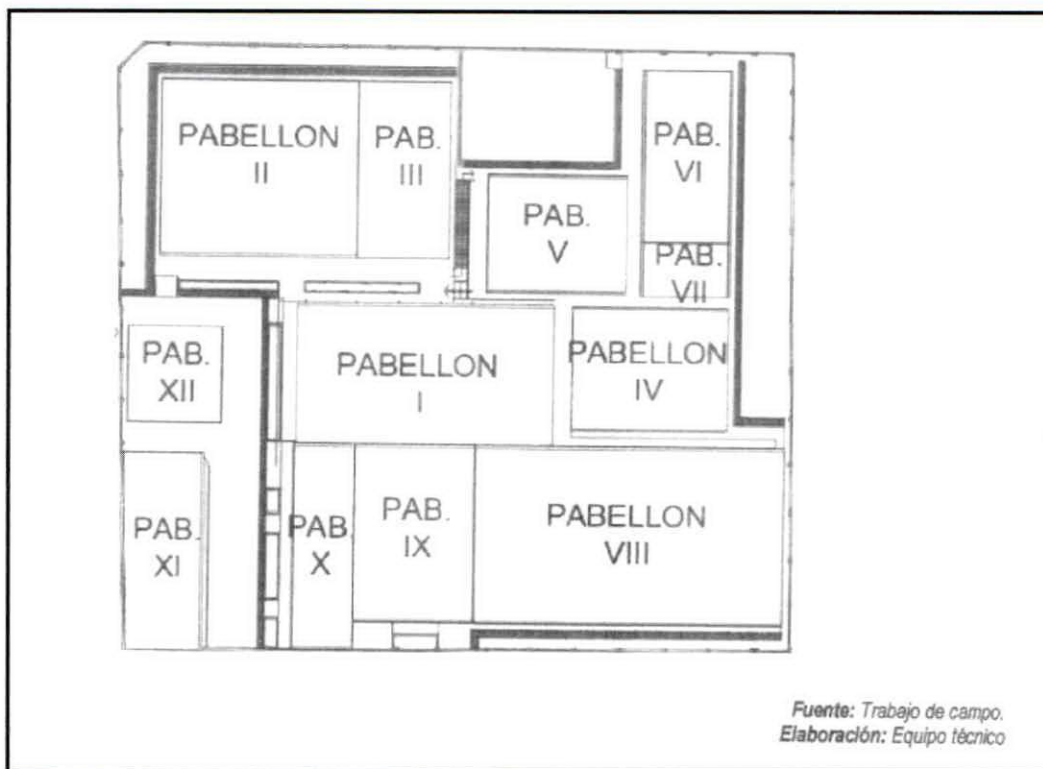 PABELLON
II
PAB.
III
PAB.
VI
PAB.
V
PAB.
VII
PAB.
XII
PABELLON
I
PABELLON
IV
PAB.
XI
PAB
X
PAB.
IX
PABELLON
VIII
Fuente: Trabajo de campo.
Elaboración: Equipo técnico